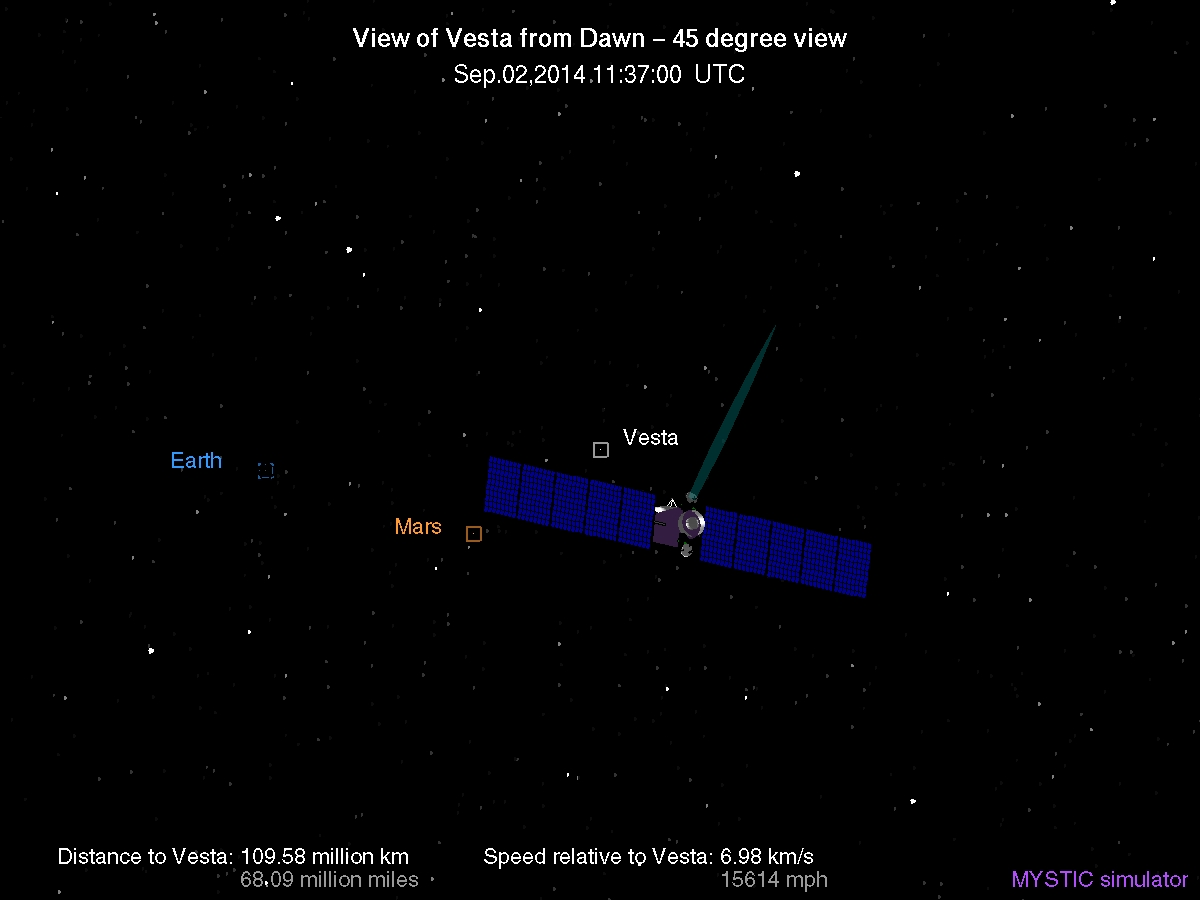 View of Vesta from Dawn – 45 degree view
Sep.02,2014.11:37:00 UTC
Vesta
Earth
Mars
Distance to Vesta: 109.58 million km
68.09 million miles
Speed relative to Vesta: 6.98 km/s
15614 mph
MYSTIC simulator